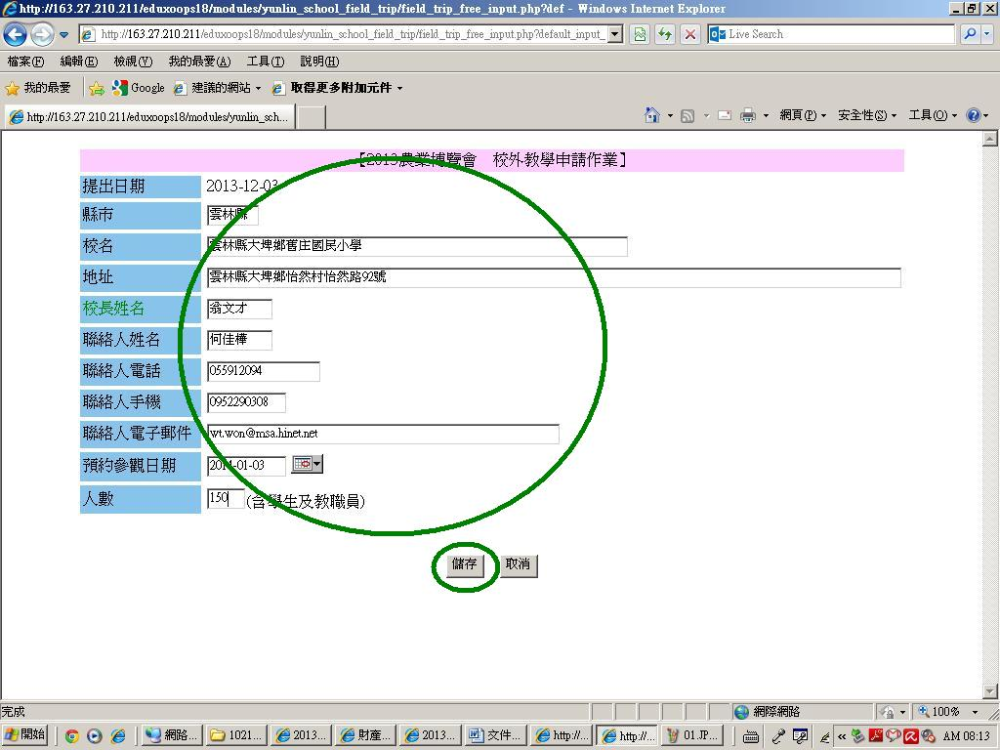 http://163.27.210.211/eduxoops18/modules/yunlin_school_field_trip/field_trip_free_input.php?def - Windows Internet Explorer
http://163.27.210.211/eduxoops18/modules/yunlin_school_field_trip/field_trip_free_input.php?default_input_
Live Search
檔案(F) 編輯(E) 檢視(V) 我的最愛(A) 工具(T) 說明(H)
我的最愛 Google 建議的網站 取得更多附加元件
http://163.27.210.211/eduxoops18/modules/yunlin_sch... 網頁(P) 安全性(S) 工具(O)
【2013農業博覽會 校外教學申請作業】
提出日期 2013-12-03
縣市 雲林縣
校名 雲林縣大埤鄉舊庄國民小學
地址 雲林縣大埤鄉怡然村怡然路92號
校長姓名 翁文才
聯絡人姓名 何佳樺
聯絡人電話 055912094
聯絡人手機 0952290308
聯絡人電子郵件 wt.won@msa.hinet.net
預約參觀日期 2014-01-03
人數 150 (含學生及教職員)
儲存 取消
完成 網際網路 100%
開始 網路... 1021... 2013... 財產... 2013... 文件... http://... http://... 01.JP... AM 08:13